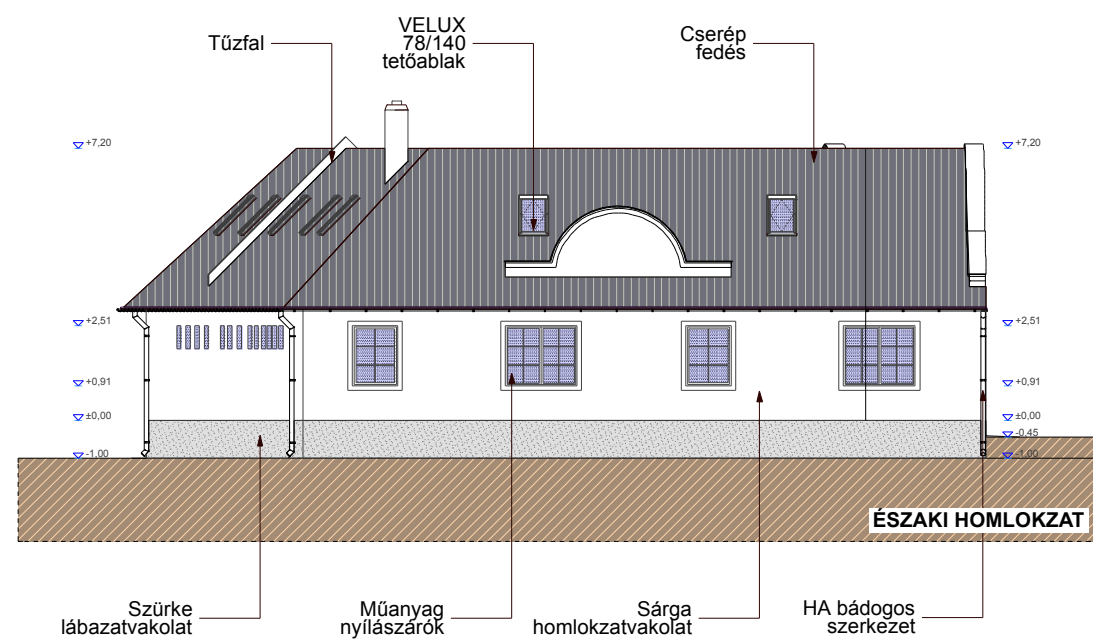 Tűzfal
VELUX
78/140
tetőablak
Cserép
fedés
+7,20
+7,20
+2,51
+2,51
+0,91
+0,91
±0,00
±0,00
-0,45
-1,00
-1,00
ÉSZAKI HOMLOKZAT
Szürke
lábazatvakolat
Műanyag
nyílászárók
Sárga
homlokzatvakolat
HA bádogos
szerkezet